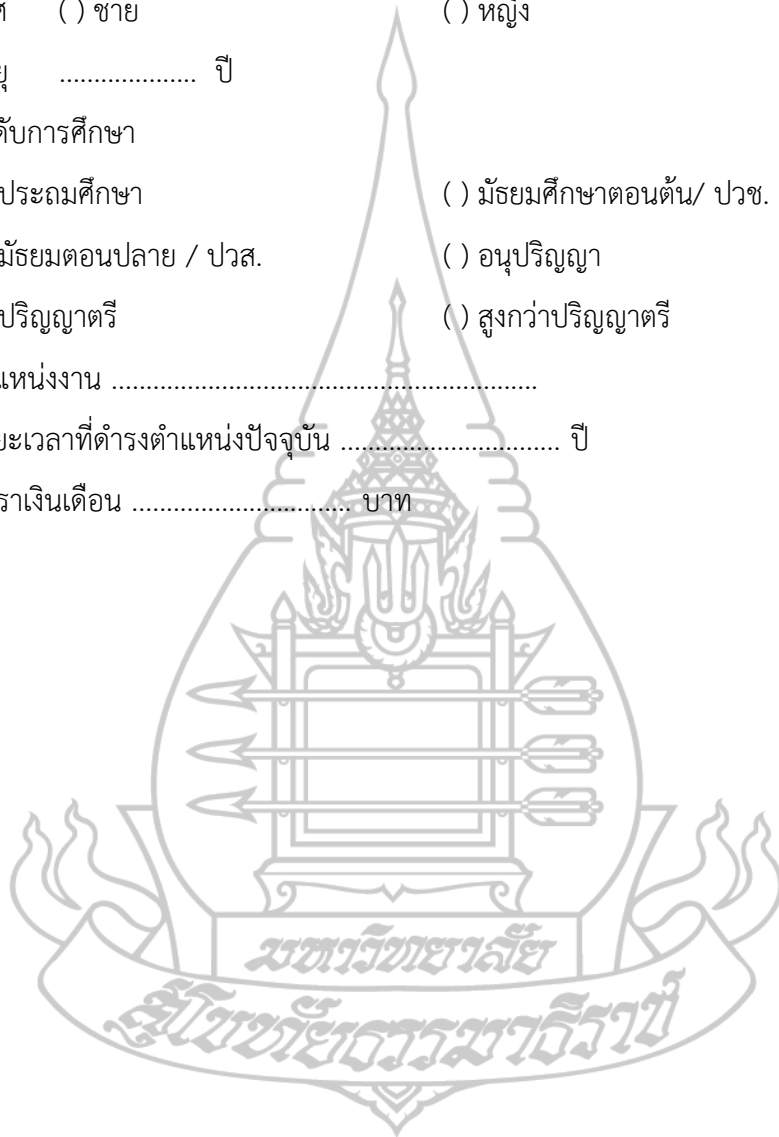 ( ) ชาย ( ) หญิง
.................... ปี
ดับการศึกษา
ประถมศึกษา ( ) มัธยมศึกษาตอนต้น/ ปวช.
มัธยมตอนปลาย / ปวส. ( ) อนุปริญญา
ปริญญาตรี ( ) สูงกว่าปริญญาตรี
แหน่งงาน ..............................................................
ยะเวลาที่ดำรงตำแหน่งปัจจุบัน ................................ ปี
ราเงินเดือน ................................ บาท
มหาวิทยาลัย
สุโขทัยธรรมาธิราช